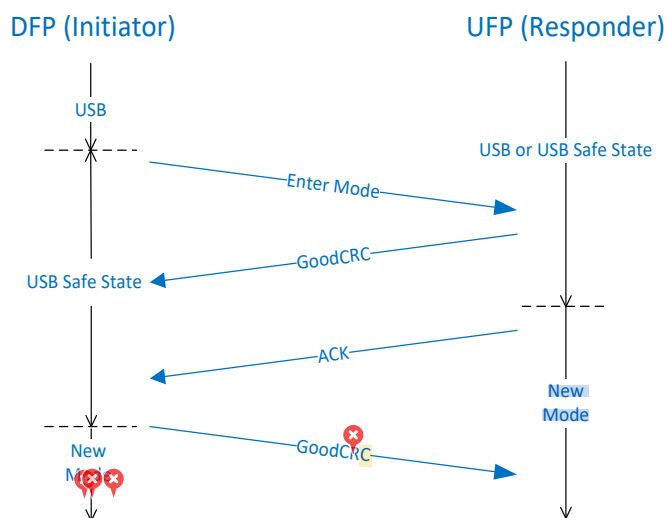 DFP (Initiator)
UFP (Responder)
USB
USB or USB Safe State
Enter Mode
GoodCRC
USB Safe State
ACK
New
Mode
GoodCRC
New
Mode